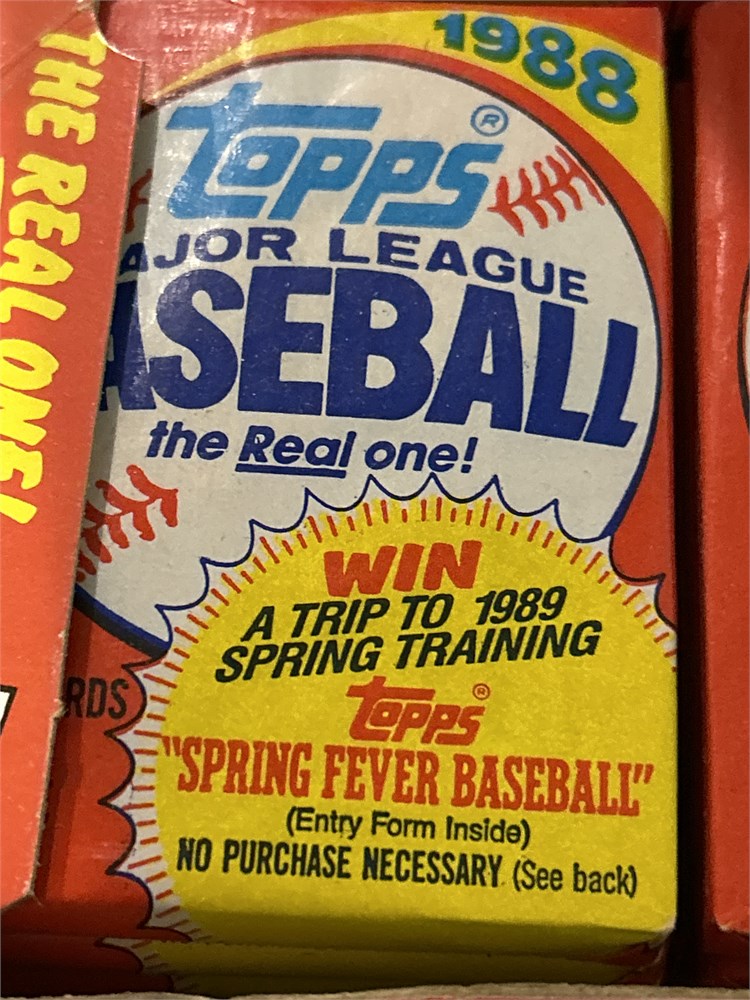 THE REAL ONE!
1988
Topps®
AJOR LEAGUE
ASEBALL
the Real one!
WIN
A TRIP TO 1989
SPRING TRAINING
Topps®
"SPRING FEVER BASEBALL"
(Entry Form Inside)
NO PURCHASE NECESSARY (See back)
RDS